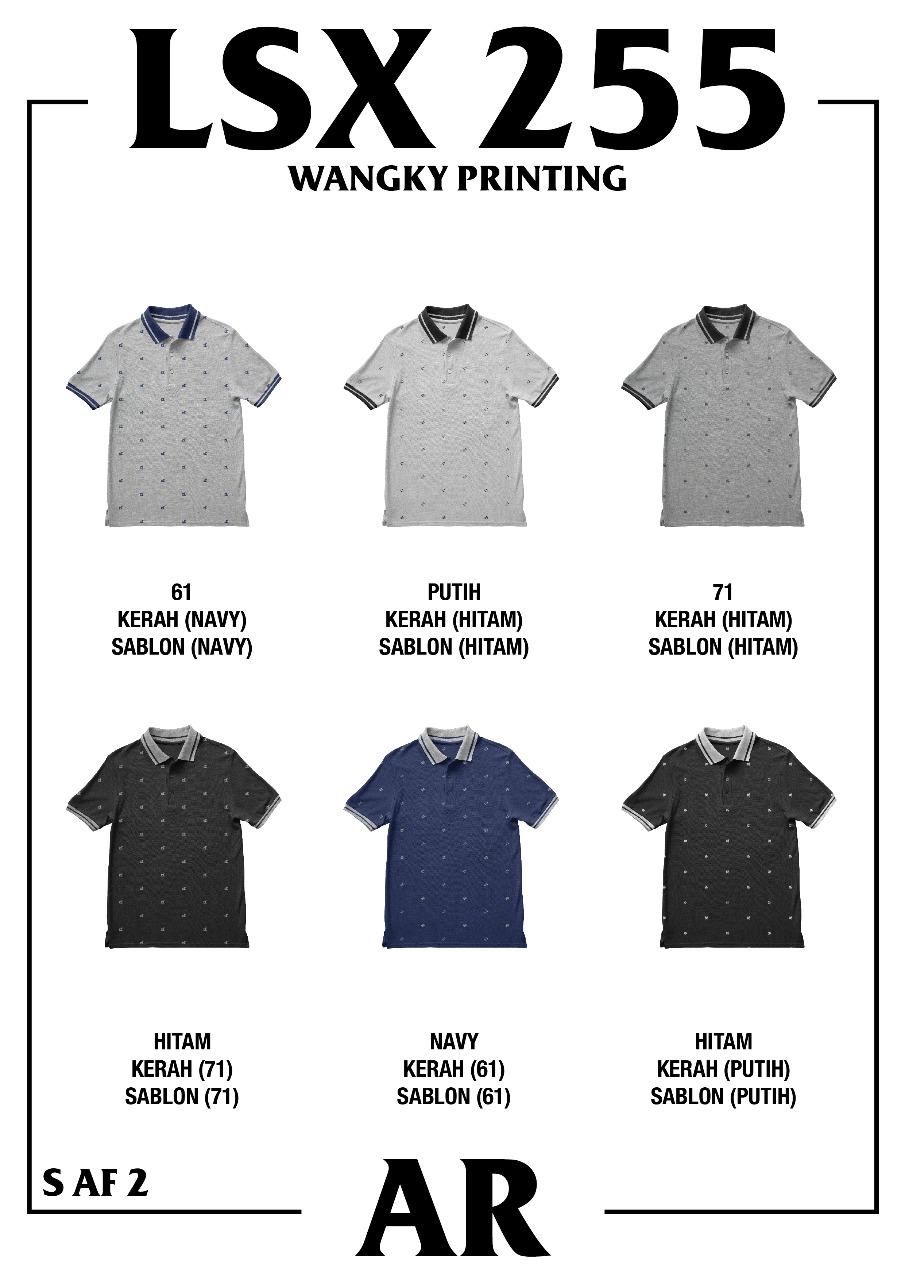 LSX 255
WANGKY PRINTING
61
KERAH (NAVY)
SABLON (NAVY)
PUTIH
KERAH (HITAM)
SABLON (HITAM)
71
KERAH (HITAM)
SABLON (HITAM)
HITAM
KERAH (71)
SABLON (71)
NAVY
KERAH (61)
SABLON (61)
HITAM
KERAH (PUTIH)
SABLON (PUTIH)
S AF 2
AR